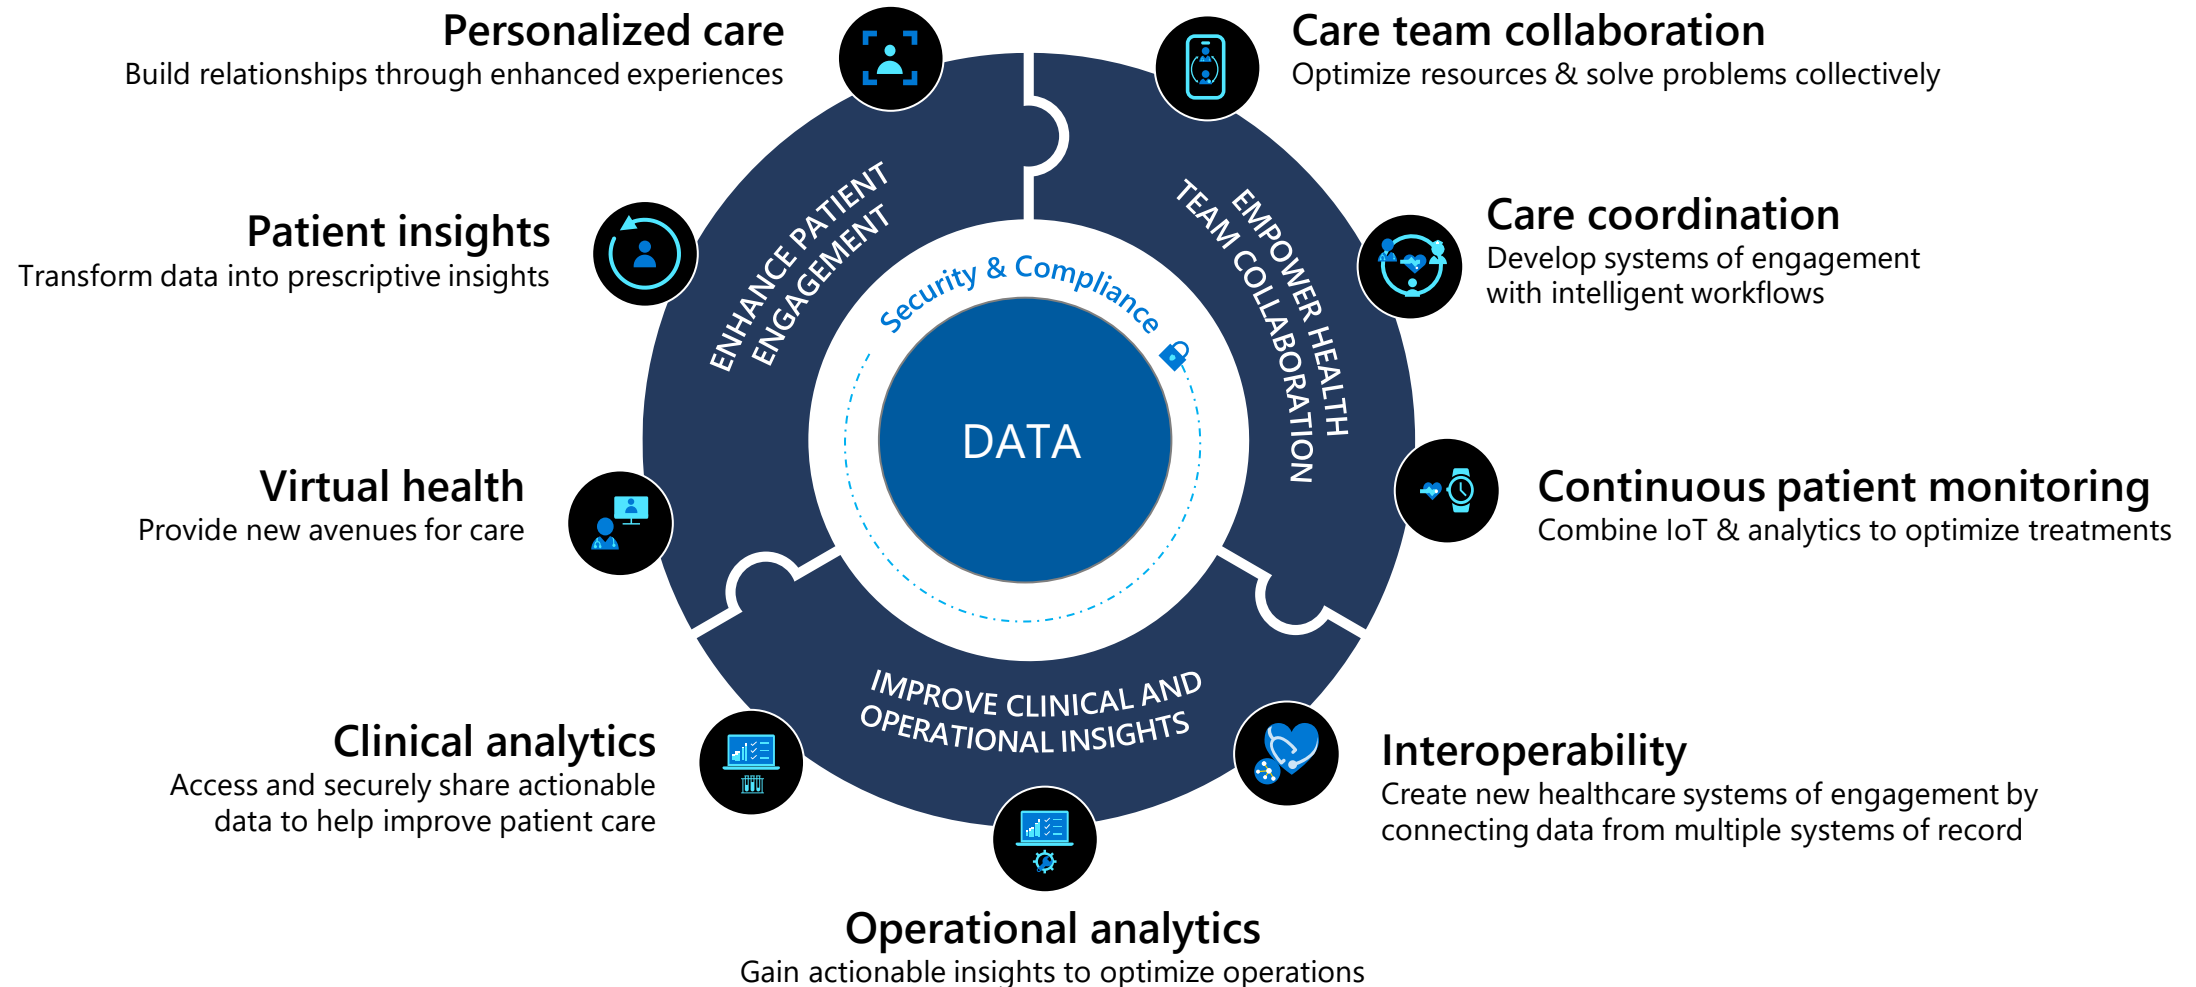 Personalized care
Build relationships through enhanced experiences
Care team collaboration
Optimize resources & solve problems collectively
Patient insights
Transform data into prescriptive insights
Care coordination
Develop systems of engagement
with intelligent workflows
ENHANCE PATIENT
ENGAGEMENT
EMPOWER HEALTH
TEAM COLLABORATION
Security & Compliance
DATA
Virtual health
Provide new avenues for care
Continuous patient monitoring
Combine IoT & analytics to optimize treatments
IMPROVE CLINICAL AND
OPERATIONAL INSIGHTS
Clinical analytics
Access and securely share actionable
data to help improve patient care
Interoperability
Create new healthcare systems of engagement by
connecting data from multiple systems of record
Operational analytics
Gain actionable insights to optimize operations